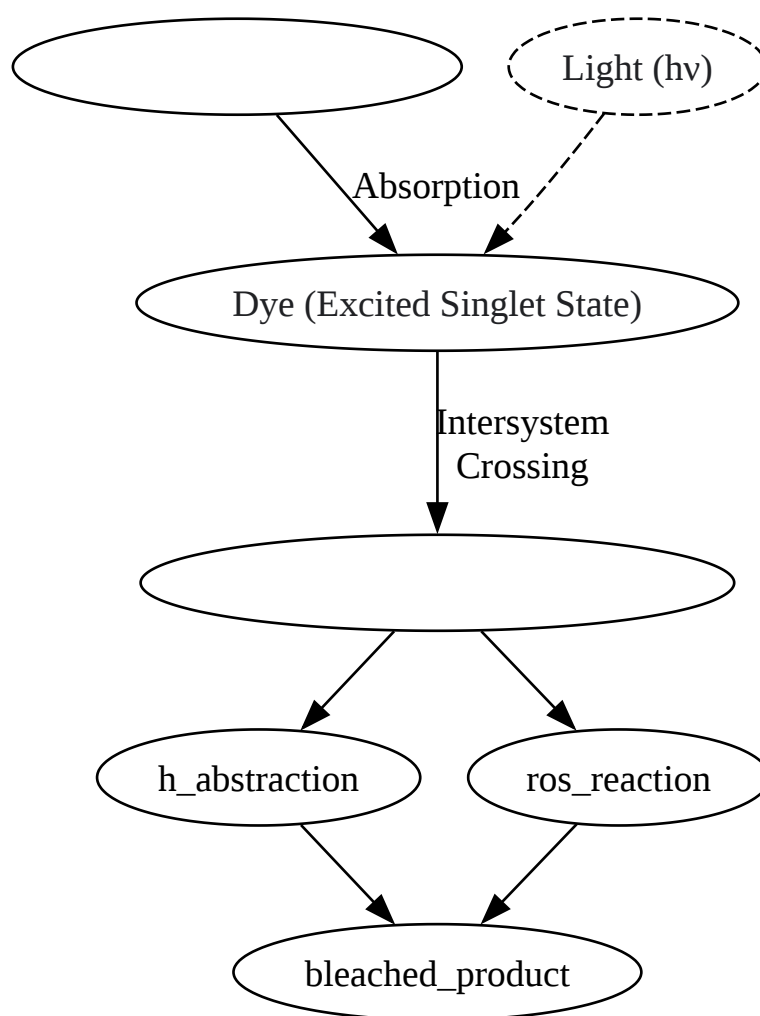 Light (hν)
Absorption
Dye (Excited Singlet State)
Intersystem
Crossing
h_abstraction
ros_reaction
bleached_product